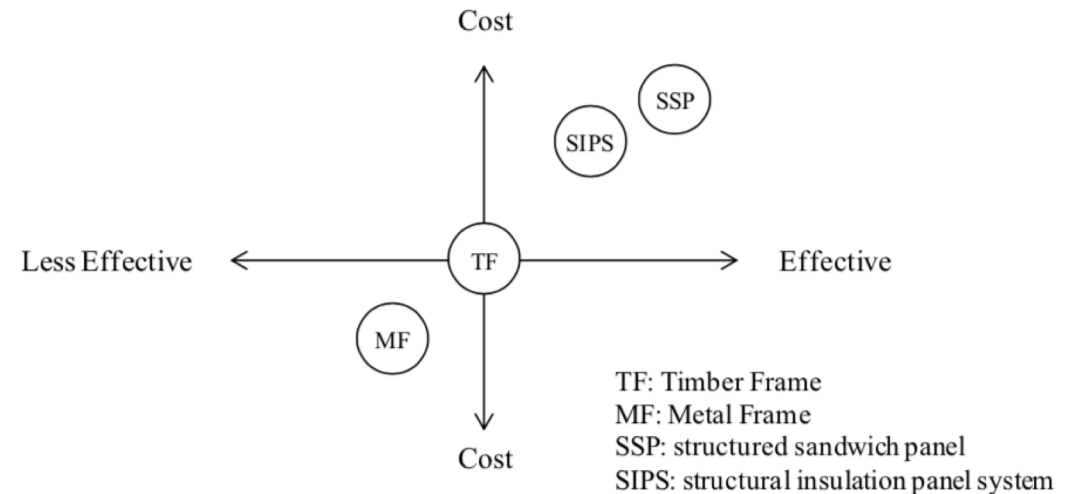 Cost
SSP
SIPS
Less Effective
TF
Effective
MF
TF: Timber Frame
MF: Metal Frame
SSP: structured sandwich panel
Cost
SIPS: structural insulation panel system